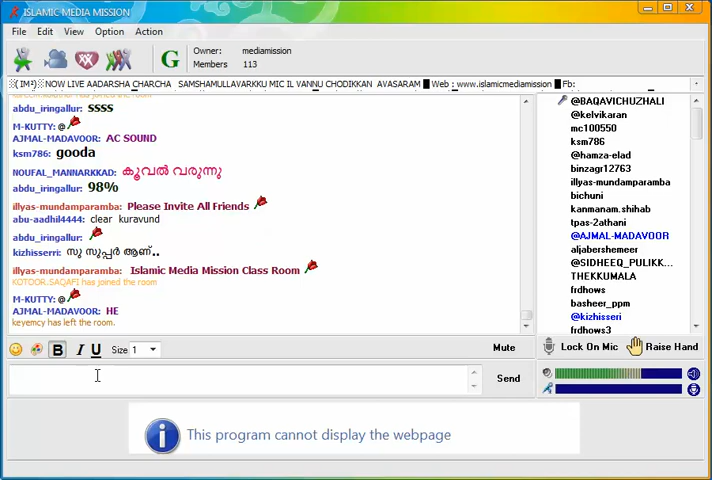 ISLAMIC MEDIA MISSION
File Edit View Option Action
G
Owner: mediamission
Members 113
۞( IM²) ۞NOW LIVE AADARSHA CHARCHA SAMSHAMULLAVARKKU MIC IL VANNU CHODIKKAN AVASARAM █ Web : www.islamicmediamission █ Fb:
abdu_iringallur: SSSS
M-KUTTY: @
AJMAL-MADAVOOR: AC SOUND
ksm786: gooda
NOUFAL_MANNARKKAD: കൂവൽ വരുന്നു
abdu_iringallur: 98%
illyas-mundamparamba: Please Invite All Friends
abu-aadhil4444: clear kuravund
abdu_iringallur:
kizhisserri: സൂ സൂപ്പർ ആണ്..
illyas-mundamparamba: Islamic Media Mission Class Room
KOTOOR.SAQAFI has joined the room
M-KUTTY: @
AJMAL-MADAVOOR: HE
keyemcy has left the room.
@BAQAVICHUZHALI
@kelvikaran
mc100550
ksm786
@hamza-elad
binzagr12763
illyas-mundamparamba
bichuni
kanmanam.shihab
tpas-2athani
@AJMAL-MADAVOOR
aljabershemeer
@SIDHEEQ_PULIKK...
THEKKUMALA
frdhows
basheer_ppm
@kizhisseri
frdhows3
B I U Size 1 Mute
Lock On Mic Raise Hand
Send
This program cannot display the webpage